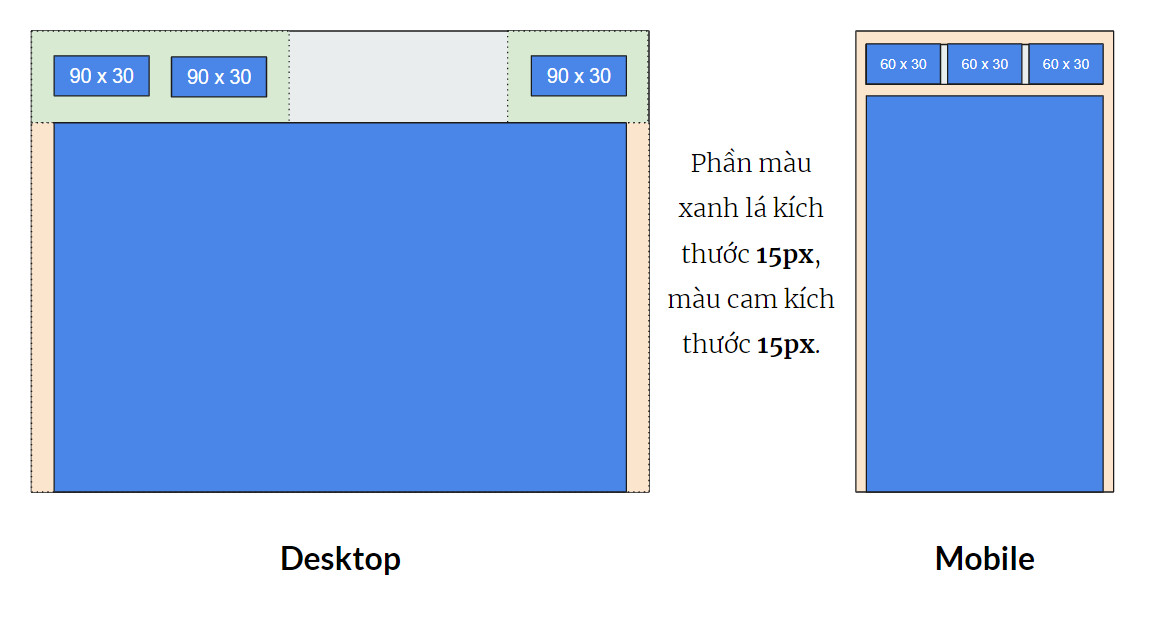 90 x 30
90 x 30
90 x 30
60 x 30
60 x 30
60 x 30
Phần màu
xanh lá kích
thước 15px,
màu cam kích
thước 15px.
Desktop
Mobile